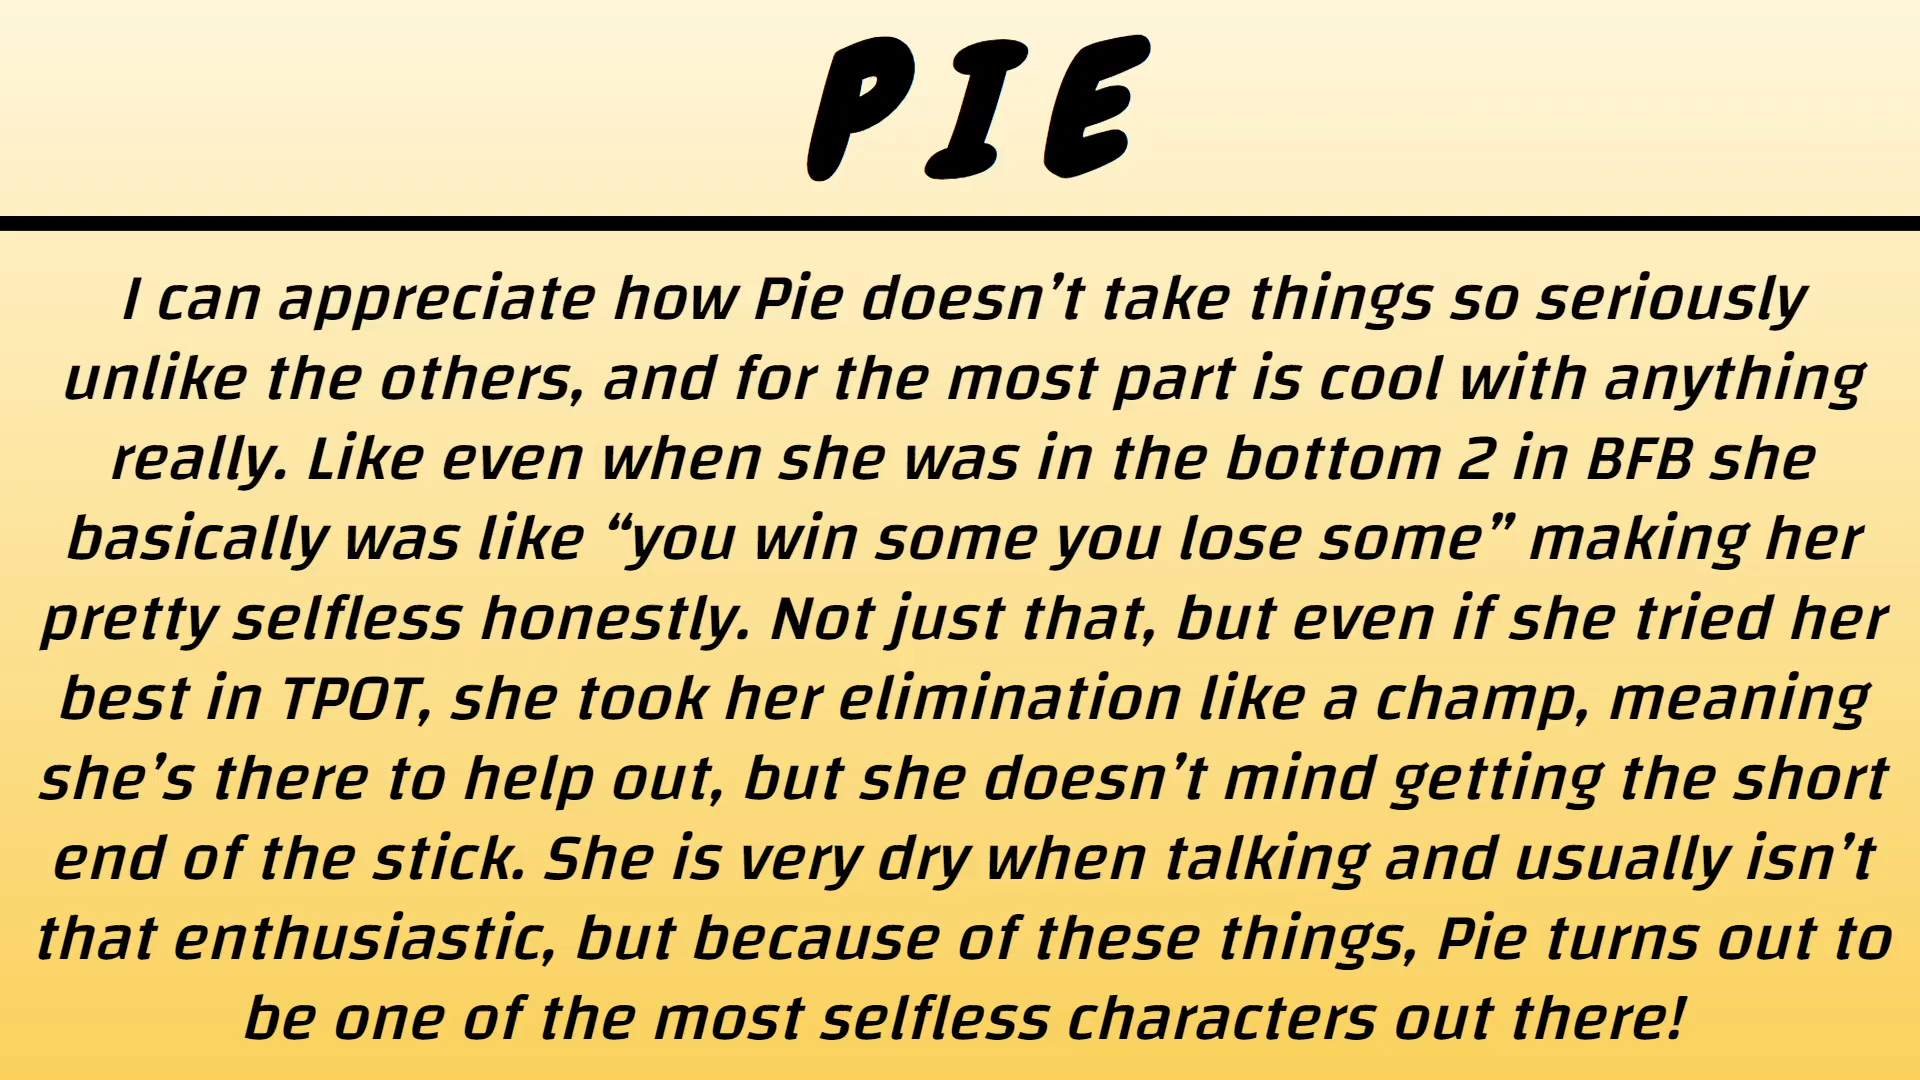 PIE
I can appreciate how Pie doesn’t take things so seriously
unlike the others, and for the most part is cool with anything
really. Like even when she was in the bottom 2 in BFB she
basically was like “you win some you lose some” making her
pretty selfless honestly. Not just that, but even if she tried her
best in TPOT, she took her elimination like a champ, meaning
she’s there to help out, but she doesn’t mind getting the short
end of the stick. She is very dry when talking and usually isn’t
that enthusiastic, but because of these things, Pie turns out to
be one of the most selfless characters out there!